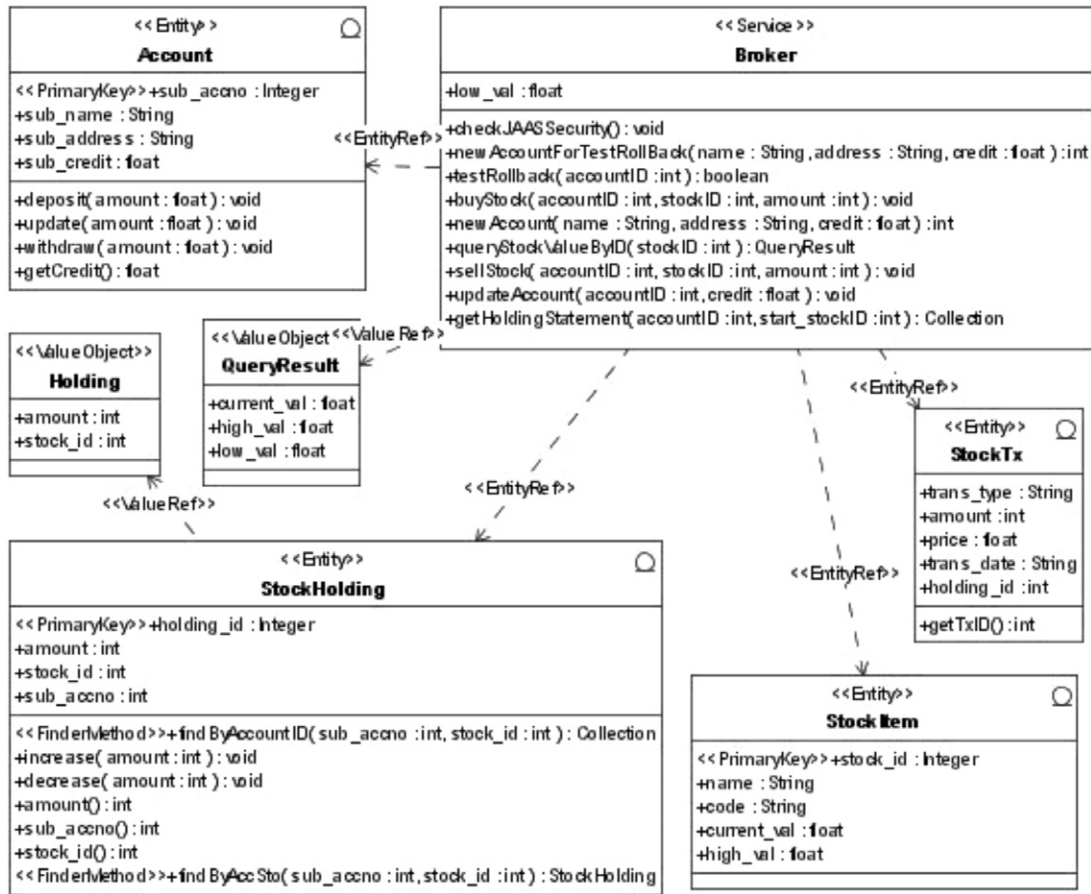 <<Entity>>
Account
<<PrimaryKey>>+sub_accno : Integer
+sub_name : String
+sub_address : String
+sub_credit : float
+deposit( amount : float ) : void
+update( amount : float ) : void
+withdraw( amount : float ) : void
+getCredit() : float
<<EntityRef>>
<<Service>>
Broker
+low_val : float
+checkJAASSecurity() : void
+newAccountForTestRollBack( name : String, address : String, credit : float ) : int
+testRollback( accountID : int ) : boolean
+buyStock( accountID : int, stockID : int, amount : int ) : void
+newAccount( name : String, address : String, credit : float ) : int
+queryStockValueByID( stockID : int ) : QueryResult
+sellStock( accountID : int, stockID : int, amount : int ) : void
+updateAccount( accountID : int, credit : float ) : void
+getHoldingStatement( accountID : int, start_stockID : int ) : Collection
<<ValueObject>>
Holding
+amount : int
+stock_id : int
<<ValueObject
QueryResult
+current_val : float
+high_val : float
+low_val : float
<<ValueRef>>
<<ValueRef>>
<<EntityRef>>
<<EntityRef>>
<<EntityRef>>
<<Entity>>
StockTx
+trans_type : String
+amount : int
+price : float
+trans_date : String
+holding_id : int
+getTxID() : int
<<Entity>>
StockHolding
<<PrimaryKey>>+holding_id : Integer
+amount : int
+stock_id : int
+sub_accno : int
<<FinderMethod>>+findByAccountID( sub_accno : int, stock_id : int ) : Collection
+increase( amount : int ) : void
+decrease( amount : int ) : void
+amount() : int
+sub_accno() : int
+stock_id() : int
<<FinderMethod>>+findByAccSto( sub_accno : int, stock_id : int ) : StockHolding
<<Entity>>
StockItem
<<PrimaryKey>>+stock_id : Integer
+name : String
+code : String
+current_val : float
+high_val : float